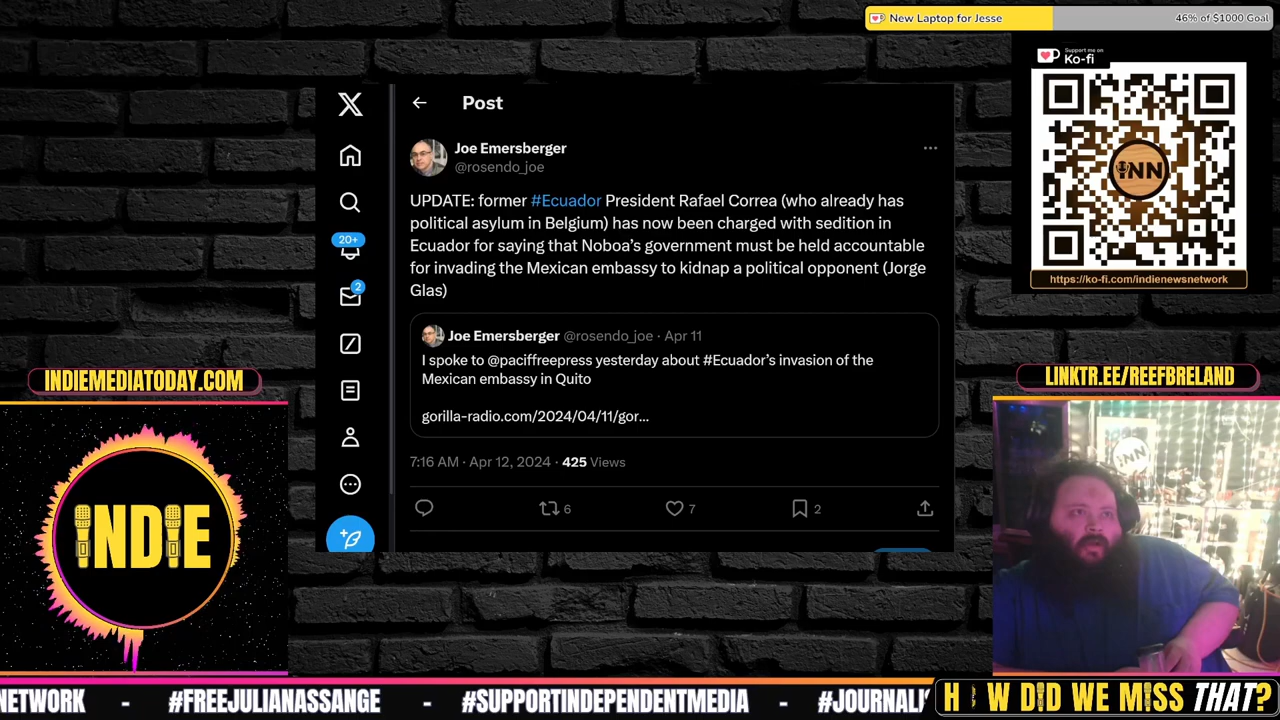 New Laptop for Jesse
46% of $1000 Goal
Support me on
Ko-fi
iNN
https://ko-fi.com/indienewsnetwork
Post
Joe Emersberger
@rosendo_joe
UPDATE: former #Ecuador President Rafael Correa (who already has
political asylum in Belgium) has now been charged with sedition in
Ecuador for saying that Noboa’s government must be held accountable
for invading the Mexican embassy to kidnap a political opponent (Jorge
Glas)
20+
2
Joe Emersberger @rosendo_joe · Apr 11
I spoke to @paciffreepress yesterday about #Ecuador’s invasion of the
Mexican embassy in Quito
gorilla-radio.com/2024/04/11/gor...
7:16 AM · Apr 12, 2024 · 425 Views
6
7
2
INDIEMEDIATODAY.COM
INDIE
LINKTR.EE/REEFBRELAND
iNN
NETWORK - #FREEJULIANASSANGE - #SUPPORTINDEPENDENTMEDIA - #JOURNALI
HOW DID WE MISS THAT?